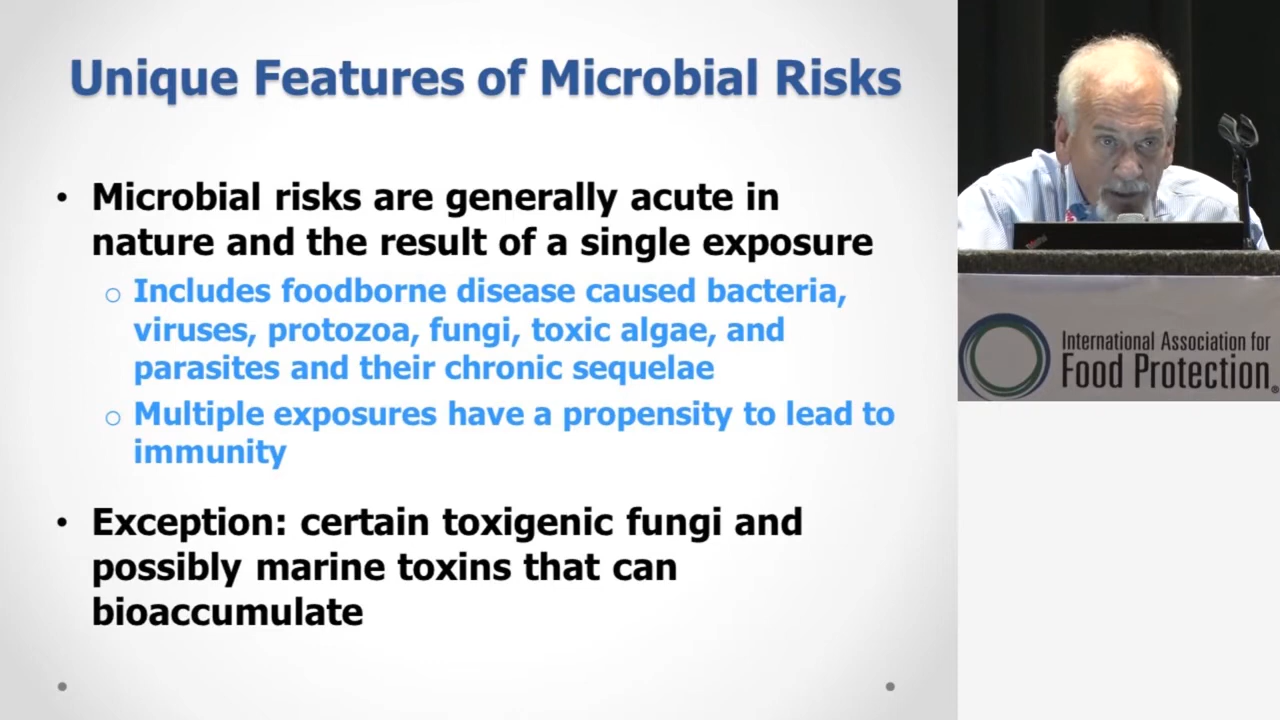 Unique Features of Microbial Risks
• Microbial risks are generally acute in
nature and the result of a single exposure
o Includes foodborne disease caused bacteria,
viruses, protozoa, fungi, toxic algae, and
parasites and their chronic sequelae
o Multiple exposures have a propensity to lead to
immunity
• Exception: certain toxigenic fungi and
possibly marine toxins that can
bioaccumulate
International Association for
Food Protection®